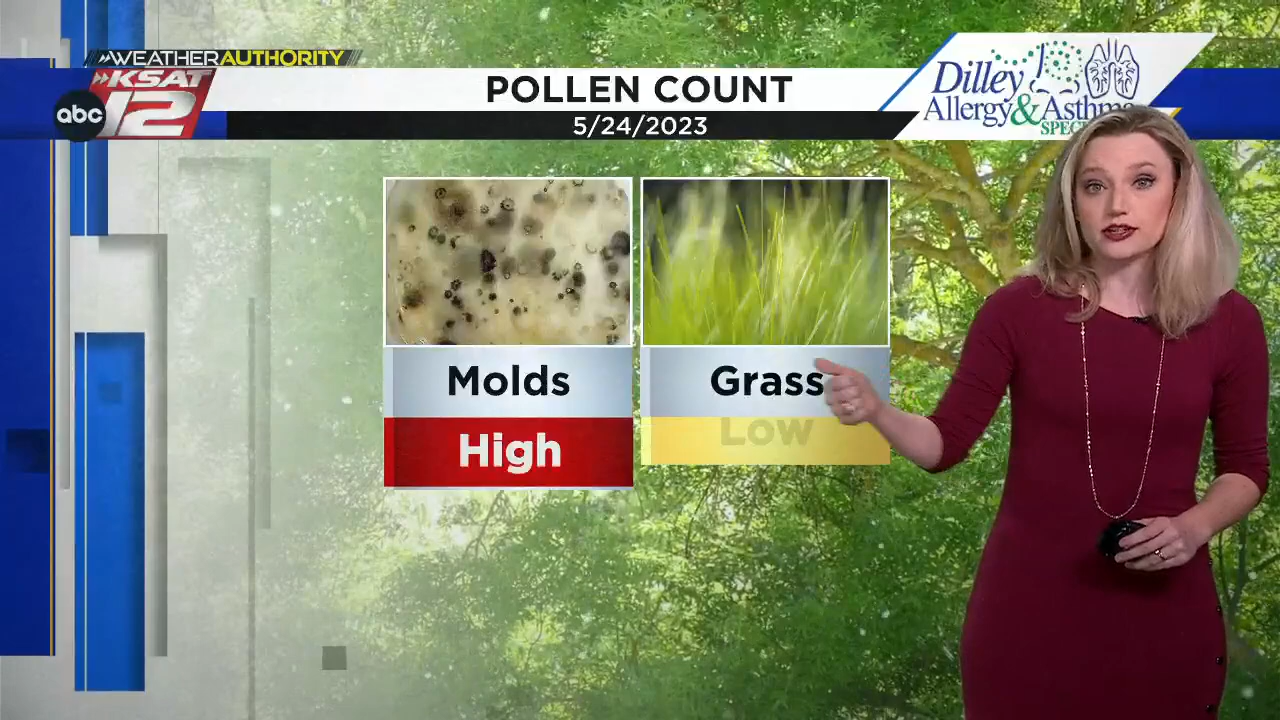 WEATHER AUTHORITY
KSAT
abc 12
POLLEN COUNT
5/24/2023
Dilley
Allergy & Asthma
Molds
Grass
High
Low